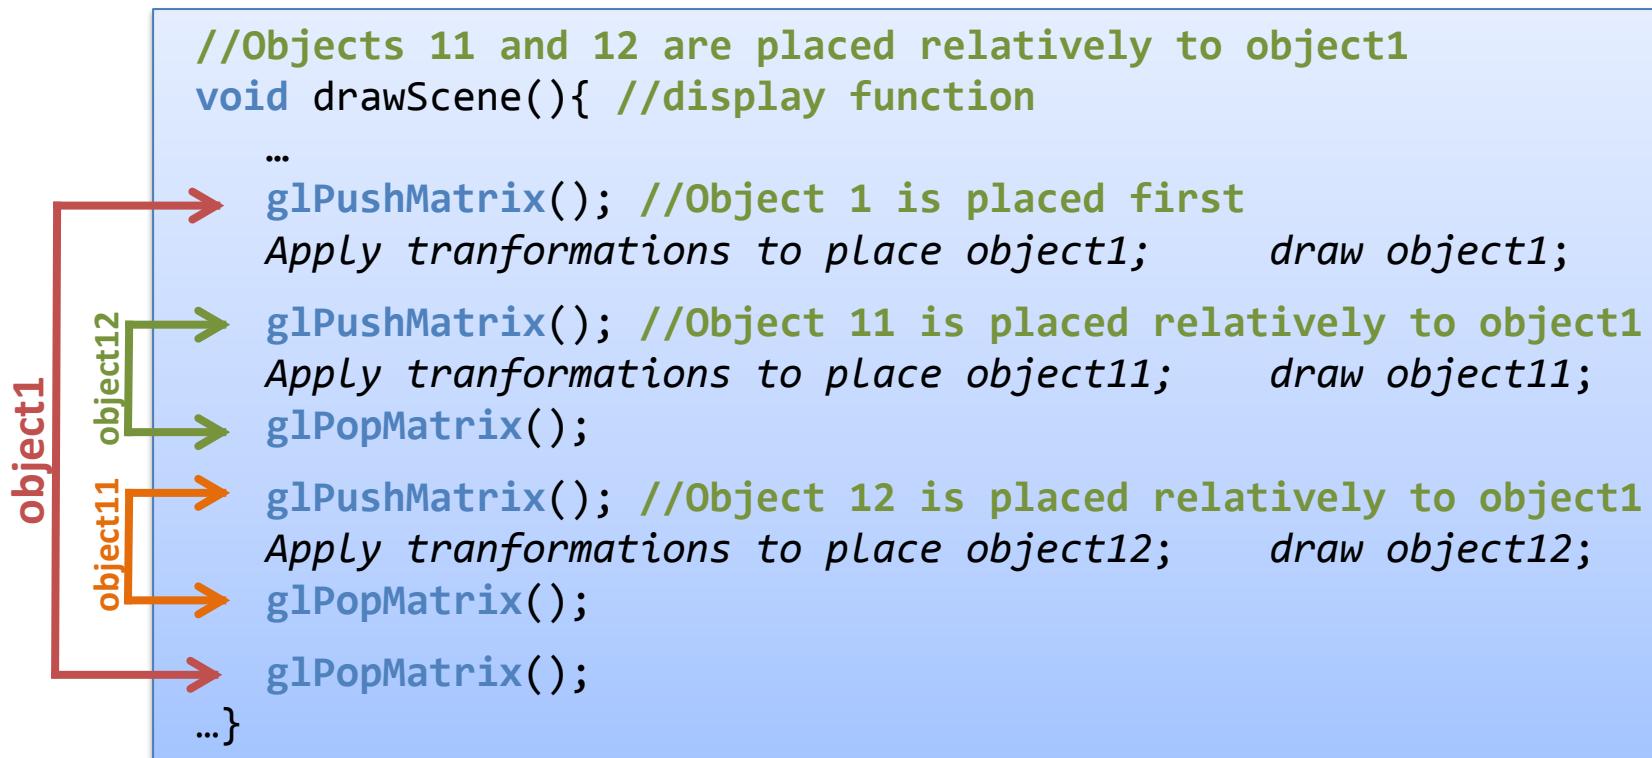 //Objects 11 and 12 are placed relatively to object1
void drawScene(){ //display function
…
glPushMatrix(); //Object 1 is placed first
Apply tranformations to place object1; draw object1;
glPushMatrix(); //Object 11 is placed relatively to object1
Apply tranformations to place object11; draw object11;
glPopMatrix();
glPushMatrix(); //Object 12 is placed relatively to object1
Apply tranformations to place object12; draw object12;
glPopMatrix();
glPopMatrix();
…}
object1
object12
object11